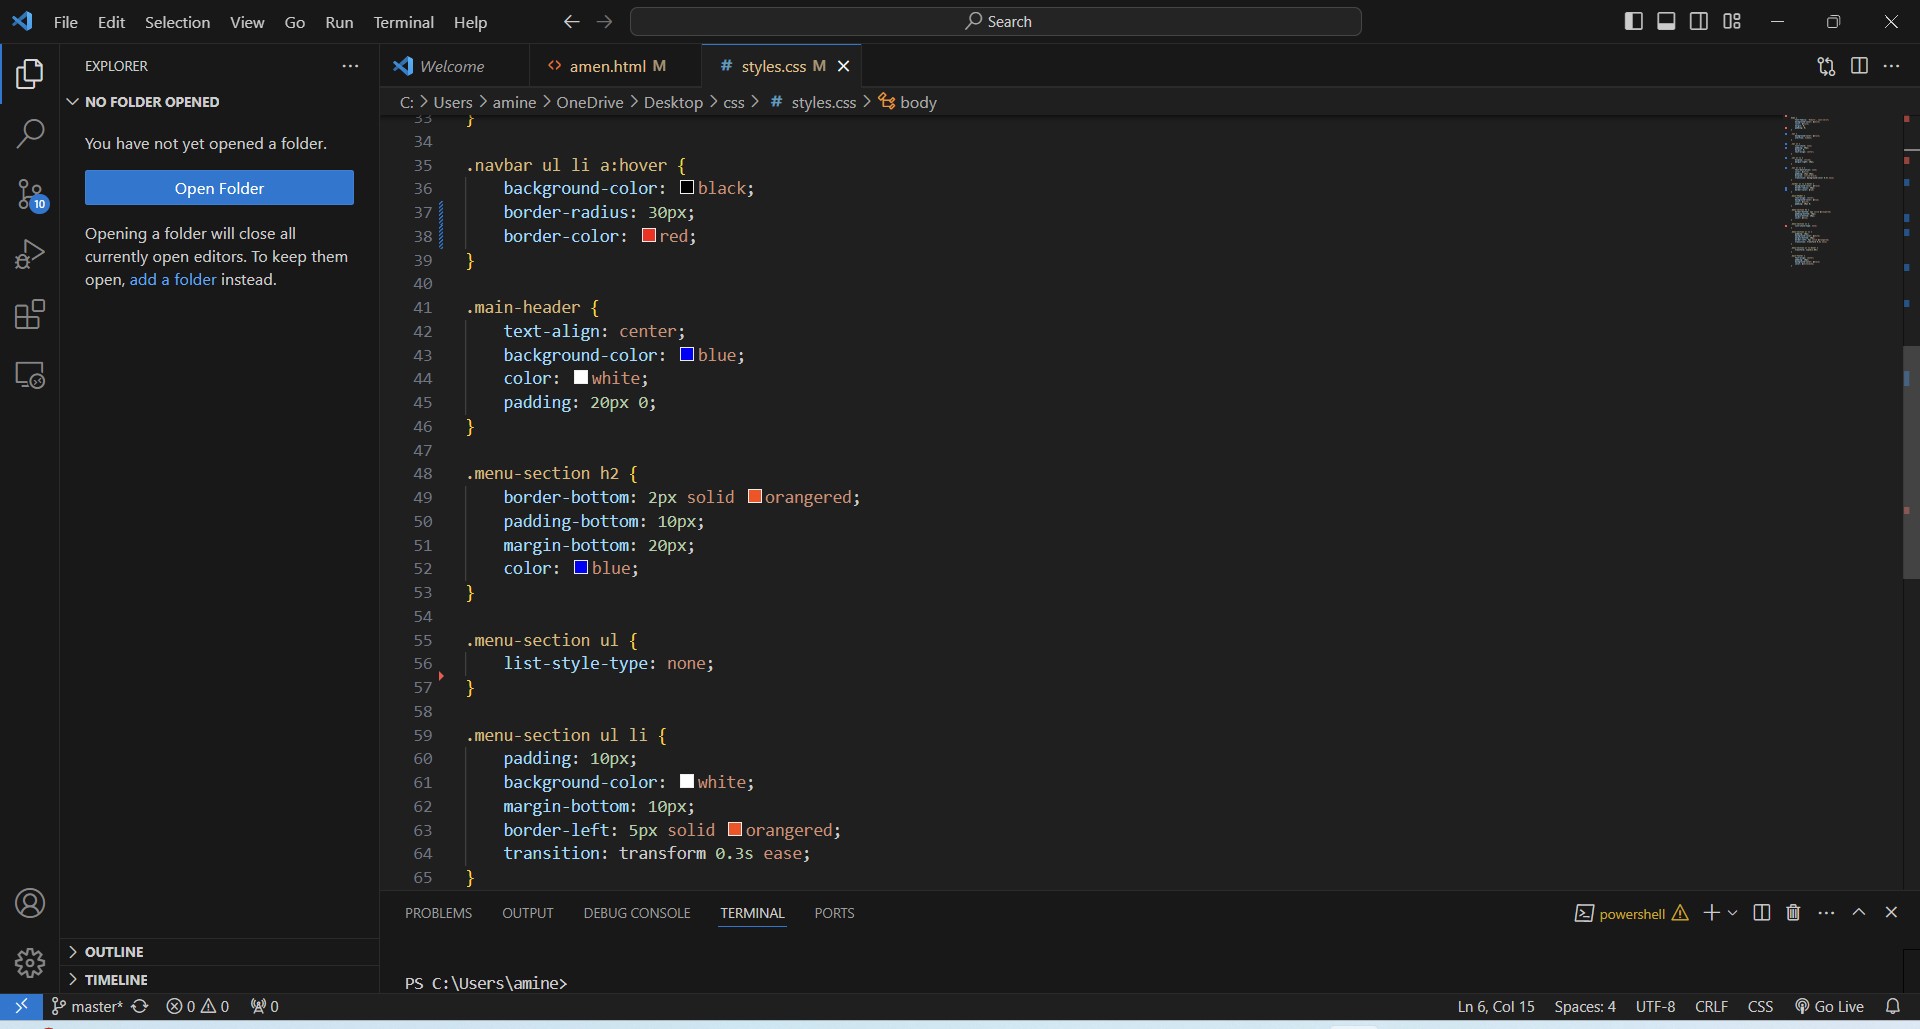 File Edit Selection View Go Run Terminal Help
Search
EXPLORER
NO FOLDER OPENED
You have not yet opened a folder.
Open Folder
Opening a folder will close all
currently open editors. To keep them
open, add a folder instead.
10
OUTLINE
TIMELINE
Welcome
amen.html M
# styles.css M
C: > Users > amine > OneDrive > Desktop > css > # styles.css > body
33 }
34
35 .navbar ul li a:hover {
36 background-color: black;
37 border-radius: 30px;
38 border-color: red;
39 }
40
41 .main-header {
42 text-align: center;
43 background-color: blue;
44 color: white;
45 padding: 20px 0;
46 }
47
48 .menu-section h2 {
49 border-bottom: 2px solid orangered;
50 padding-bottom: 10px;
51 margin-bottom: 20px;
52 color: blue;
53 }
54
55 .menu-section ul {
56 list-style-type: none;
57 }
58
59 .menu-section ul li {
60 padding: 10px;
61 background-color: white;
62 margin-bottom: 10px;
63 border-left: 5px solid orangered;
64 transition: transform 0.3s ease;
65 }
PROBLEMS OUTPUT DEBUG CONSOLE TERMINAL PORTS
powershell
PS C:\Users\amine>
master* 0 0 0
Ln 6, Col 15 Spaces: 4 UTF-8 CRLF CSS Go Live